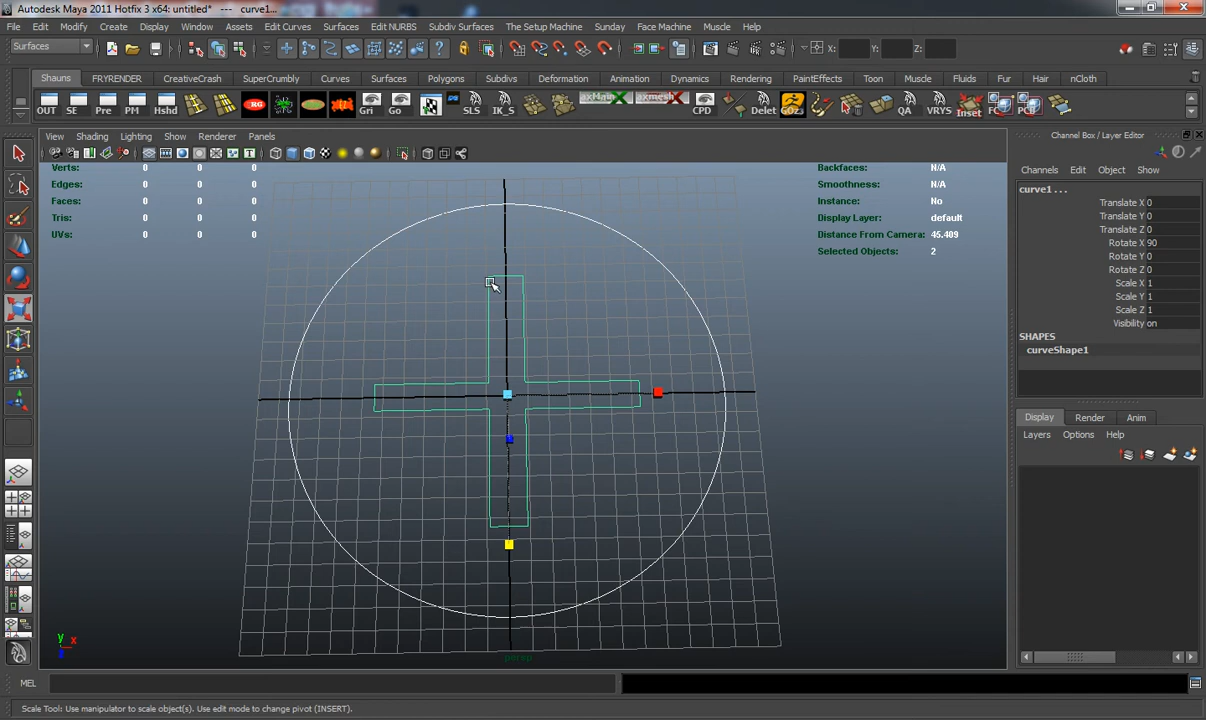 Autodesk Maya 2011 Hotfix 3 x64: untitled* --- curve1...
File Edit Modify Create Display Window Assets Edit Curves Surfaces Edit NURBS Subdiv Surfaces The Setup Machine Sunday Face Machine Muscle Help
Surfaces X: Y: Z:
Shauns FRYRENDER CreativeCrash SuperCrumbly Curves Surfaces Polygons Subdivs Deformation Animation Dynamics Rendering PaintEffects Toon Muscle Fluids Fur Hair nCloth
OUT SE Pre PM Hshd RG Gri Go SLS IK_S axMain axmesh CPD Delet GOz> QA VRYS Inset FC PCB
View Shading Lighting Show Renderer Panels
Channel Box / Layer Editor
Channels Edit Object Show
Verts: 0 0 0
Edges: 0 0 0
Faces: 0 0 0
Tris: 0 0 0
UVs: 0 0 0
Backfaces: N/A
Smoothness: N/A
Instance: No
Display Layer: default
Distance From Camera: 45.409
Selected Objects: 2
curve1 ...
Translate X 0
Translate Y 0
Translate Z 0
Rotate X 90
Rotate Y 0
Rotate Z 0
Scale X 1
Scale Y 1
Scale Z 1
Visibility on
SHAPES
curveShape1
Display Render Anim
Layers Options Help
y x
z
persp
MEL
Scale Tool: Use manipulator to scale object(s). Use edit mode to change pivot (INSERT).